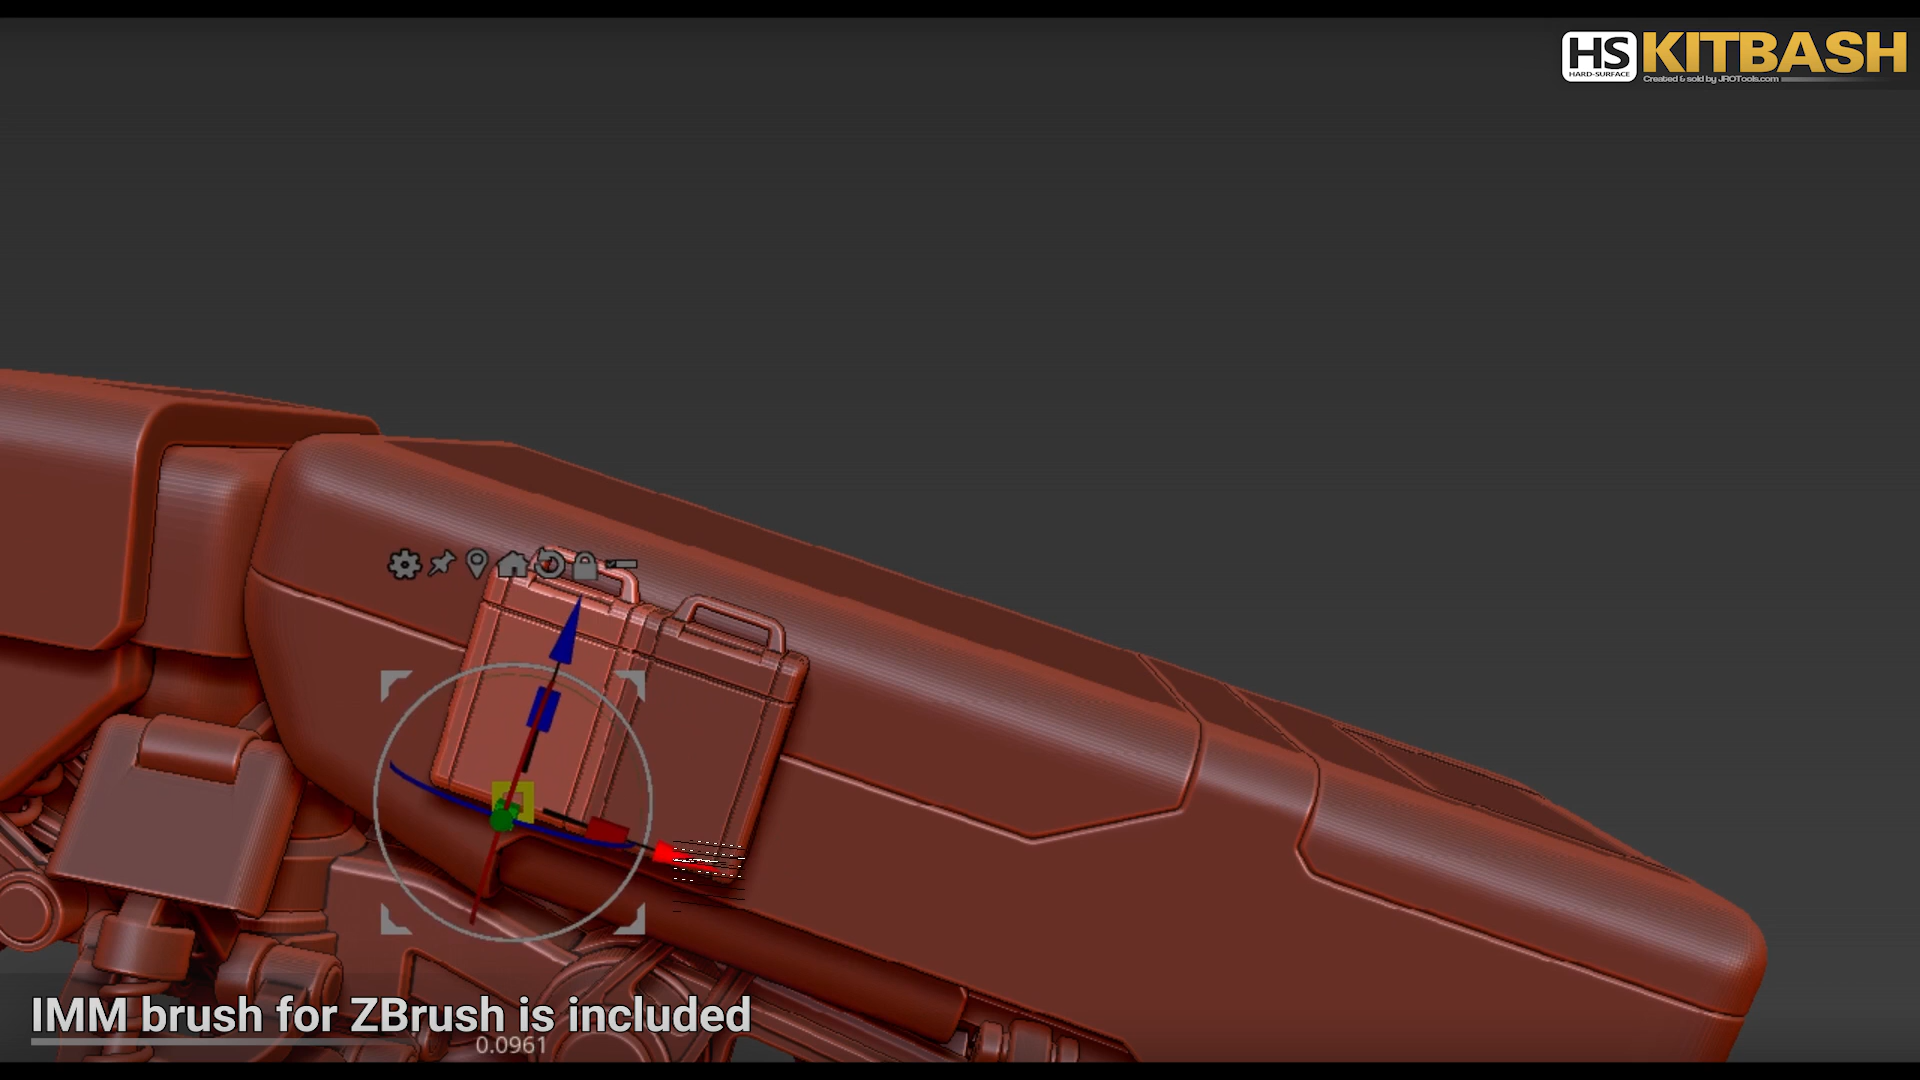 HS KITBASH
HARD-SURFACE
Created & sold by JROTools.com
IMM brush for ZBrush is included
0.0961